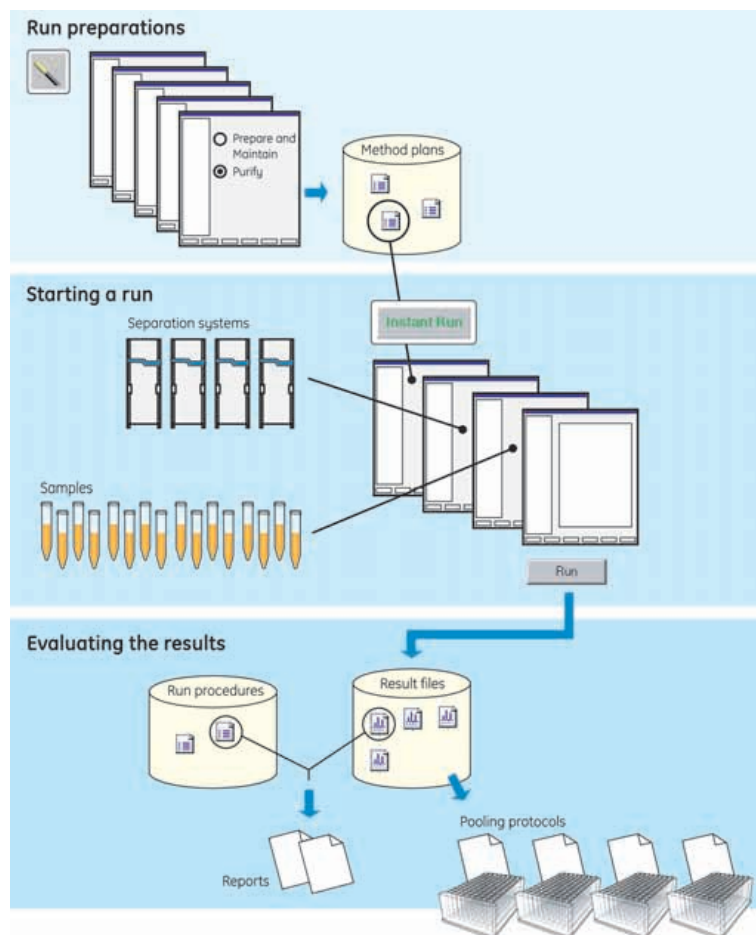 Run preparations
Prepare and
Maintain
Purify
Method plans
Starting a run
Separation systems
Instant Run
Samples
Run
Evaluating the results
Run procedures
Result files
Pooling protocols
Reports